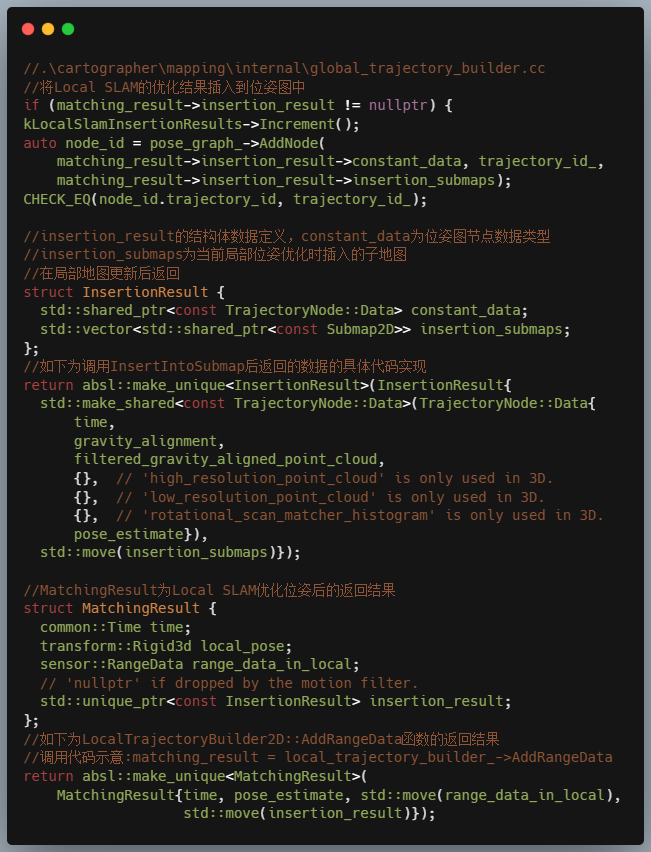 //.\cartographer\mapping\internal\global_trajectory_builder.cc
//将Local SLAM的优化结果插入到位姿图中
if (matching_result->insertion_result != nullptr) {
kLocalSlamInsertionResults->Increment();
auto node_id = pose_graph_->AddNode(
    matching_result->insertion_result->constant_data, trajectory_id_,
    matching_result->insertion_result->insertion_submaps);
CHECK_EQ(node_id.trajectory_id, trajectory_id_);

//insertion_result的结构体数据定义，constant_data为位姿图节点数据类型
//insertion_submaps为当前局部位姿优化时插入的子地图
//在局部地图更新后返回
struct InsertionResult {
  std::shared_ptr<const TrajectoryNode::Data> constant_data;
  std::vector<std::shared_ptr<const Submap2D>> insertion_submaps;
};
//如下为调用InsertIntoSubmap后返回的数据的具体代码实现
return absl::make_unique<InsertionResult>(InsertionResult{
  std::make_shared<const TrajectoryNode::Data>(TrajectoryNode::Data{
      time,
      gravity_alignment,
      filtered_gravity_aligned_point_cloud,
      {},  // 'high_resolution_point_cloud' is only used in 3D.
      {},  // 'low_resolution_point_cloud' is only used in 3D.
      {},  // 'rotational_scan_matcher_histogram' is only used in 3D.
      pose_estimate}),
  std::move(insertion_submaps)});

//MatchingResult为Local SLAM优化位姿后的返回结果
struct MatchingResult {
  common::Time time;
  transform::Rigid3d local_pose;
  sensor::RangeData range_data_in_local;
  // 'nullptr' if dropped by the motion filter.
  std::unique_ptr<const InsertionResult> insertion_result;
};
//如下为LocalTrajectoryBuilder2D::AddRangeData函数的返回结果
//调用代码示意:matching_result = local_trajectory_builder_->AddRangeData
return absl::make_unique<MatchingResult>(
    MatchingResult{time, pose_estimate, std::move(range_data_in_local),
                   std::move(insertion_result)});